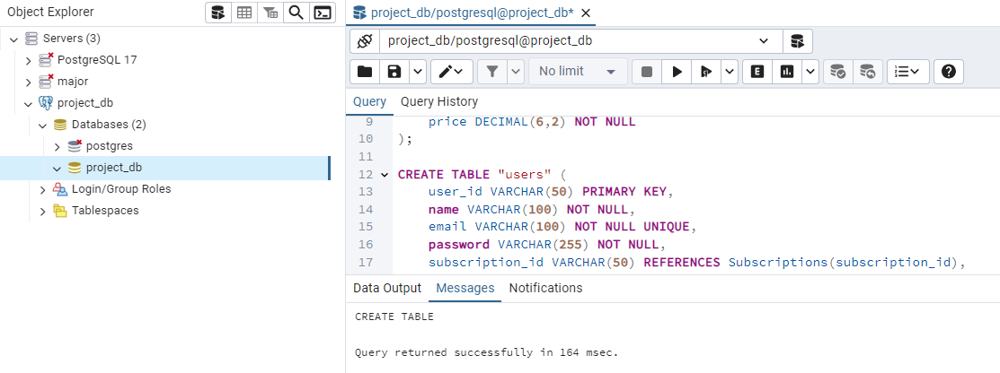 Object Explorer
Servers (3)
PostgreSQL 17
major
project_db
Databases (2)
postgres
project_db
Login/Group Roles
Tablespaces
project_db/postgresql@project_db*
project_db/postgresql@project_db
No limit
E
Query Query History
9 price DECIMAL(6,2) NOT NULL
10 );
11
12 CREATE TABLE "users" (
13 user_id VARCHAR(50) PRIMARY KEY,
14 name VARCHAR(100) NOT NULL,
15 email VARCHAR(100) NOT NULL UNIQUE,
16 password VARCHAR(255) NOT NULL,
17 subscription_id VARCHAR(50) REFERENCES Subscriptions(subscription_id),
Data Output Messages Notifications
CREATE TABLE
Query returned successfully in 164 msec.